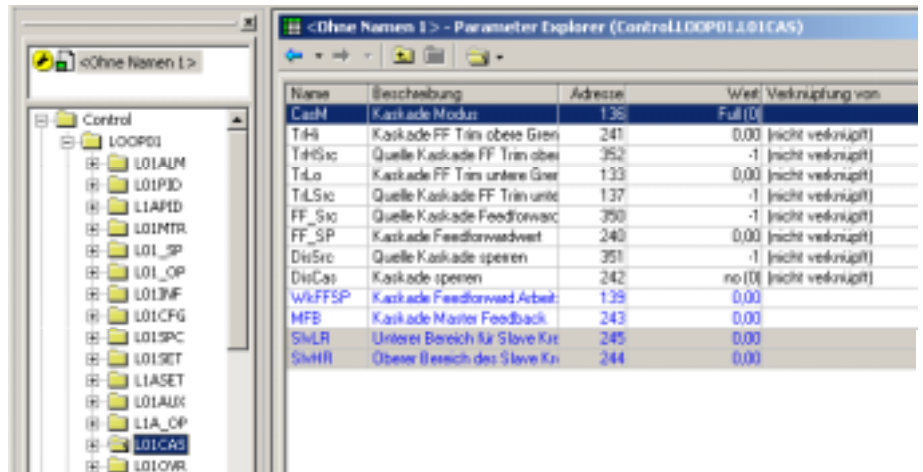 <Ohne Namen 1> - Parameter Explorer (Control.LOOP01.L01CAS)
<Ohne Namen 1>
Control
LOOP01
L01ALM
L01PID
L1APID
L01MTR
L01_SP
L01_OP
L01INF
L01CFG
L01SPC
L01SET
L1ASET
L01AUX
L1A_OP
L01CAS
L01OVR
Name Beschreibung Adresse Wert Verknüpfung von
CasM Kaskade Modus 136 Full (0)
TrHi Kaskade FF Trim obere Gren 241 0,00 (nicht verknüpft)
TrHSrc Quelle Kaskade FF Trim ober 352 -1 (nicht verknüpft)
TrLo Kaskade FF Trim untere Gren 133 0,00 (nicht verknüpft)
TrLSrc Quelle Kaskade FF Trim unte 137 -1 (nicht verknüpft)
FF_Src Quelle Kaskade Feedforward 350 -1 (nicht verknüpft)
FF_SP Kaskade Feedforwardwert 240 0,00 (nicht verknüpft)
DisSrc Quelle Kaskade sperren 351 -1 (nicht verknüpft)
DisCas Kaskade sperren 242 no (0) (nicht verknüpft)
WkFFSP Kaskade Feedforward Arbeit 139 0,00
MFB Kaskade Master Feedback 243 0,00
SlvLR Unterer Bereich für Slave Kre 245 0,00
SlvHR Oberer Bereich des Slave Kre 244 0,00